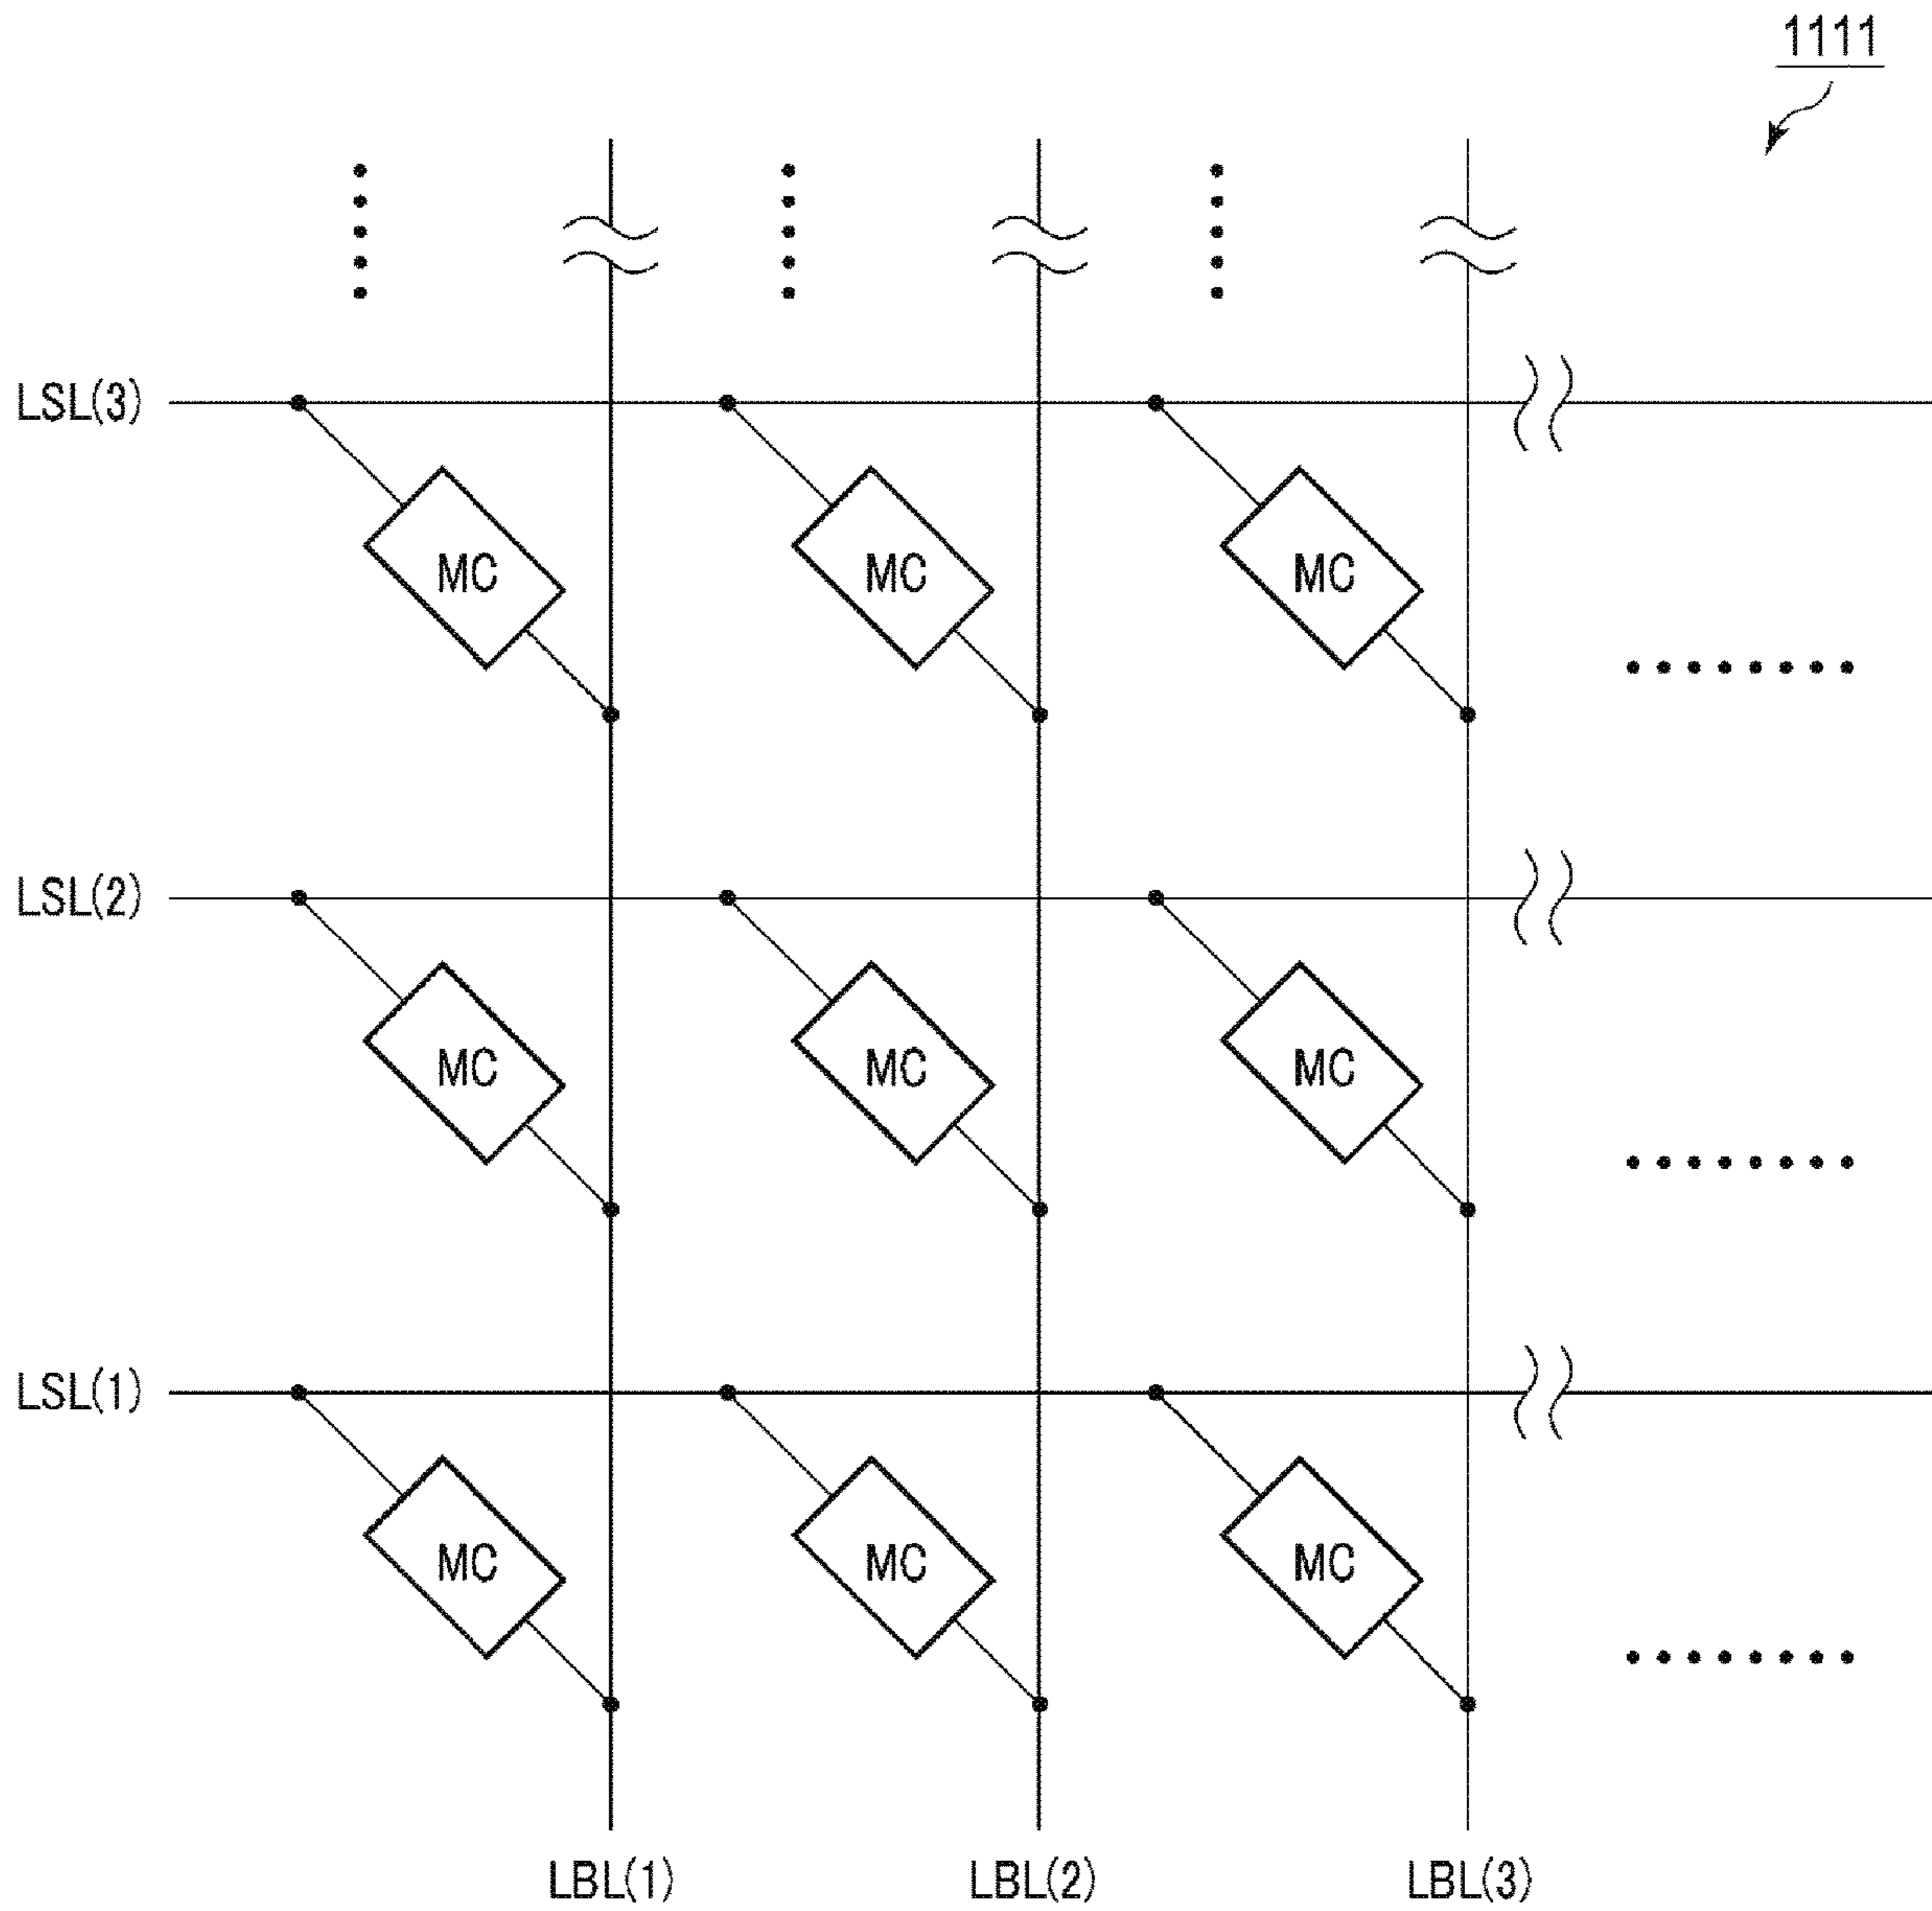 1111
LSL(3)
MC MC MC
LSL(2)
MC MC MC
LSL(1)
MC MC MC
LBL(1) LBL(2) LBL(3)